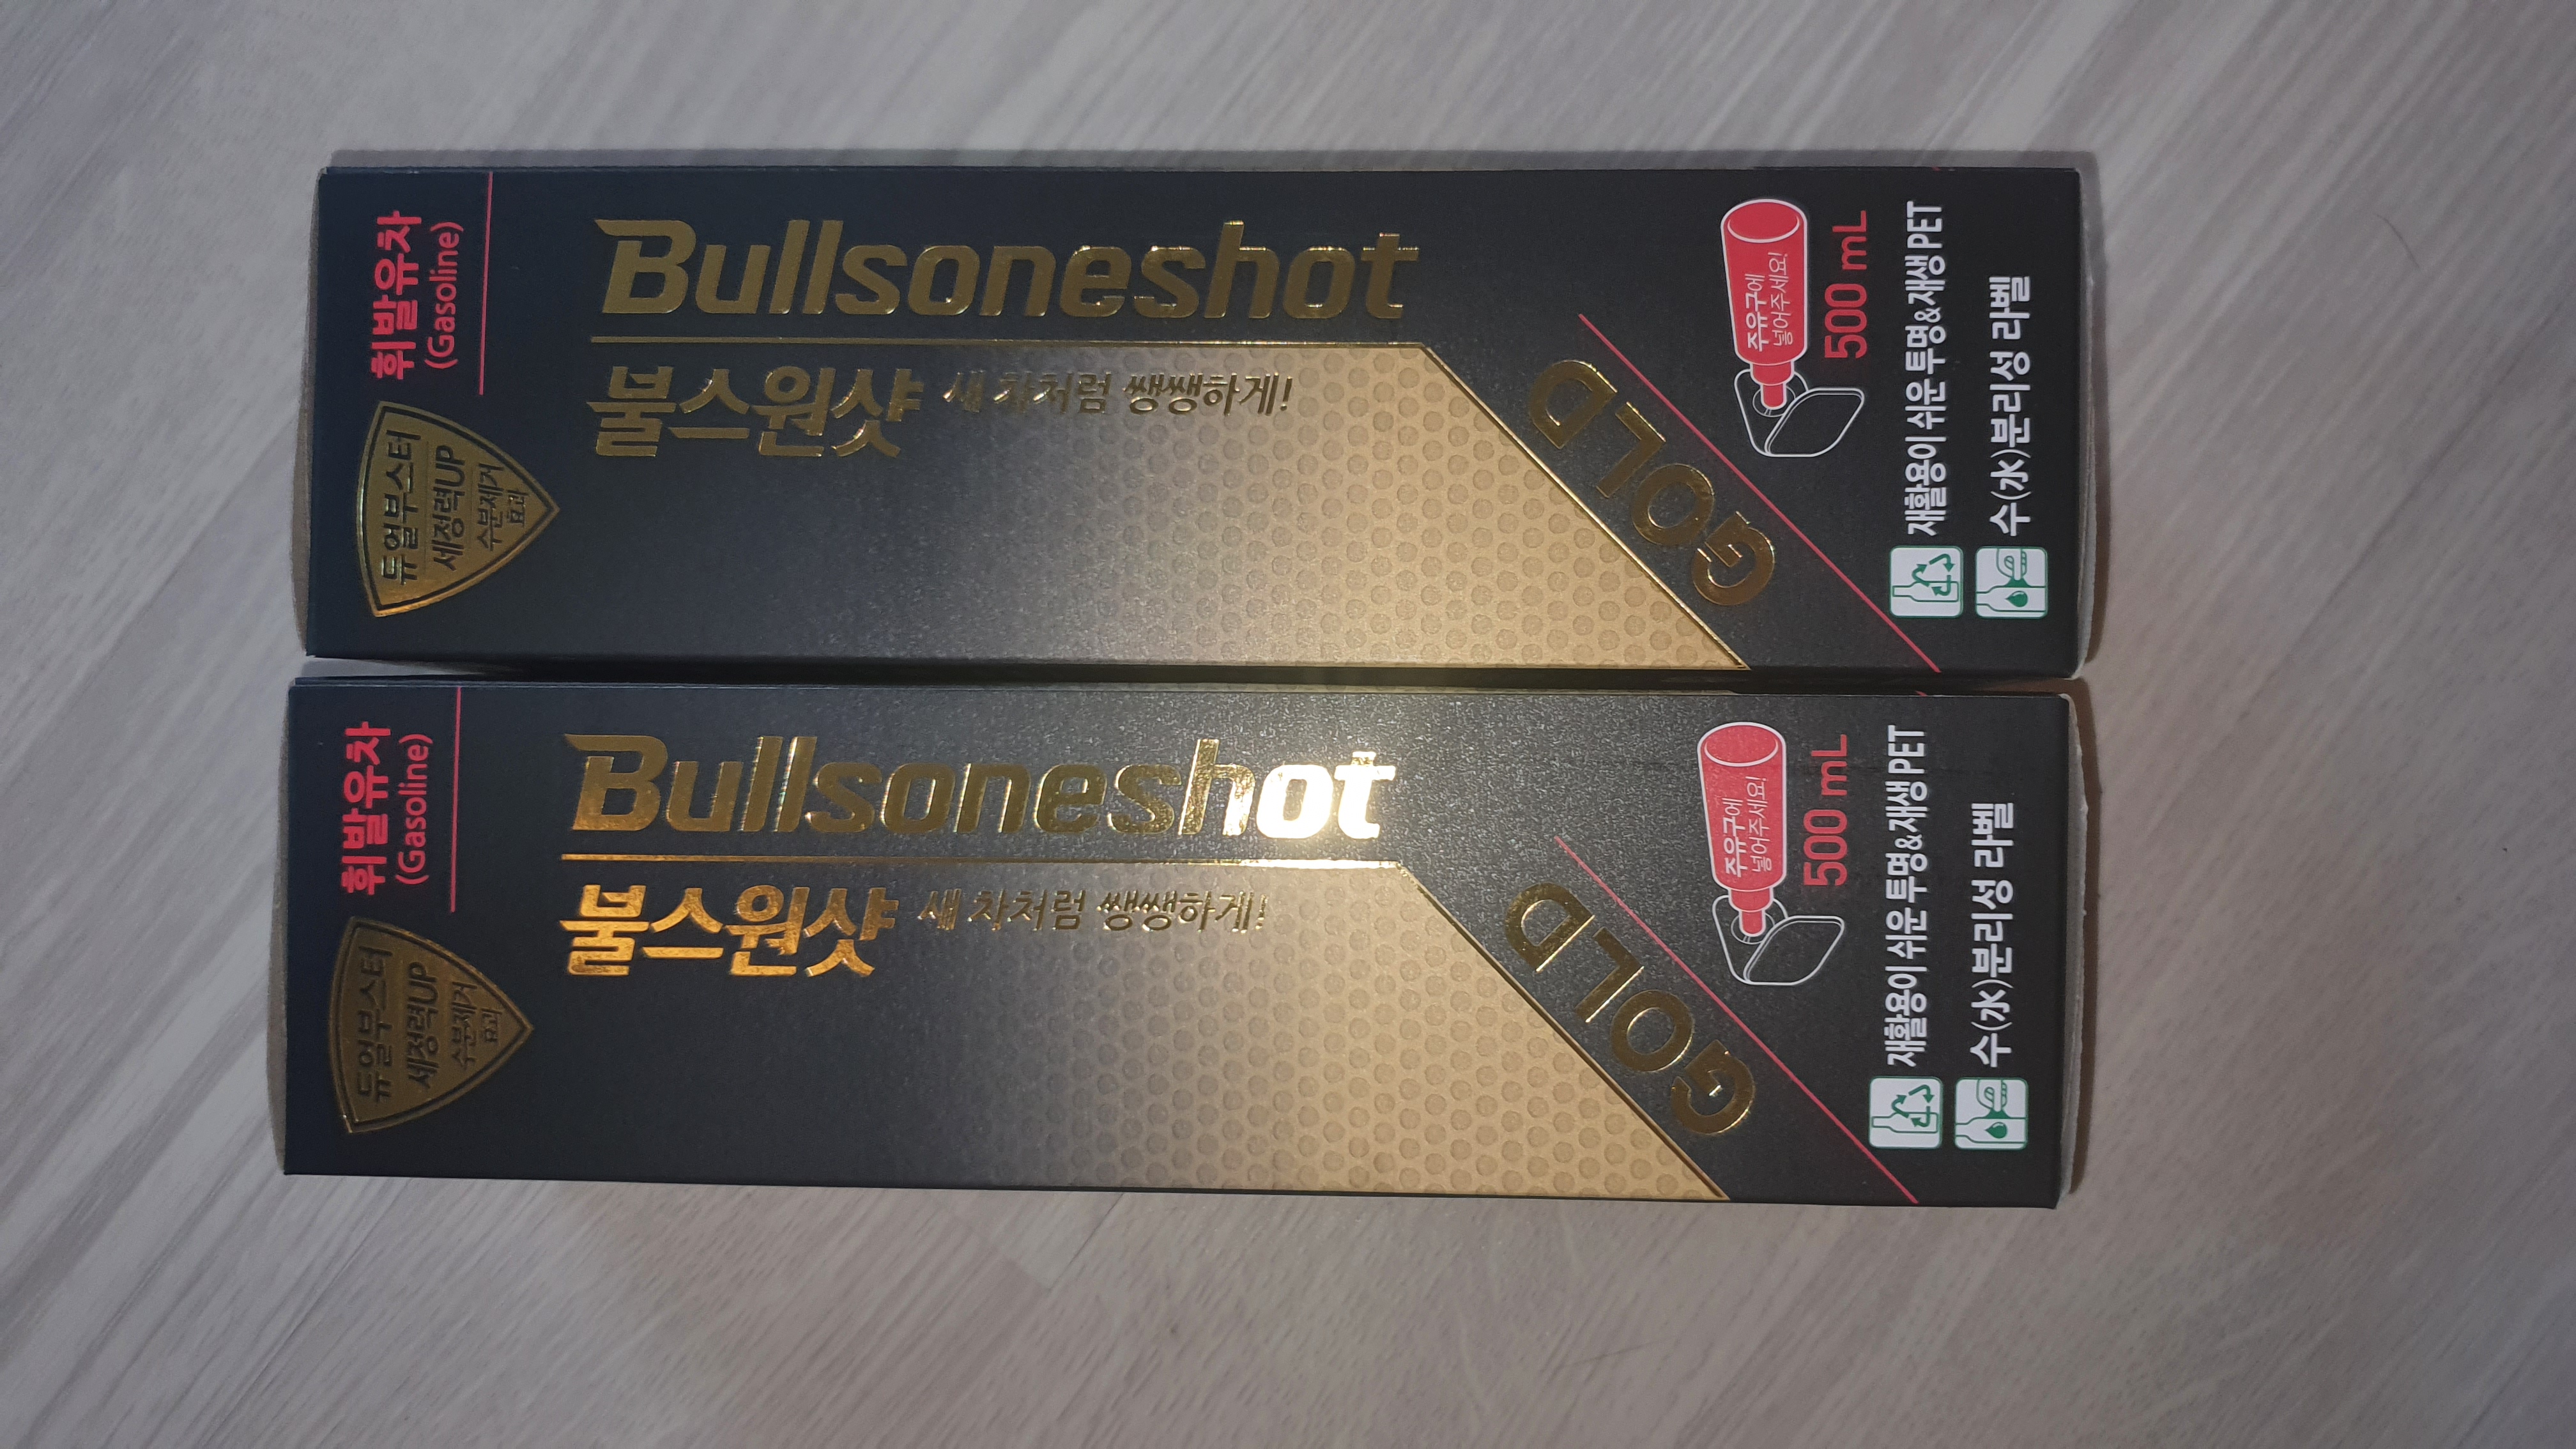 휘발유차
(Gasoline)
듀얼부스터
세정력UP
수분제거
효과
Bullsoneshot
불스원샷 새 차처럼 쌩쌩하게!
GOLD
주유구에
넣어주세요!
500 mL
재활용이 쉬운 투명&재생 PET
수(水)분리성 라벨
휘발유차
(Gasoline)
듀얼부스터
세정력UP
수분제거
효과
Bullsoneshot
불스원샷 새 차처럼 쌩쌩하게!
GOLD
주유구에
넣어주세요!
500 mL
재활용이 쉬운 투명&재생 PET
수(水)분리성 라벨